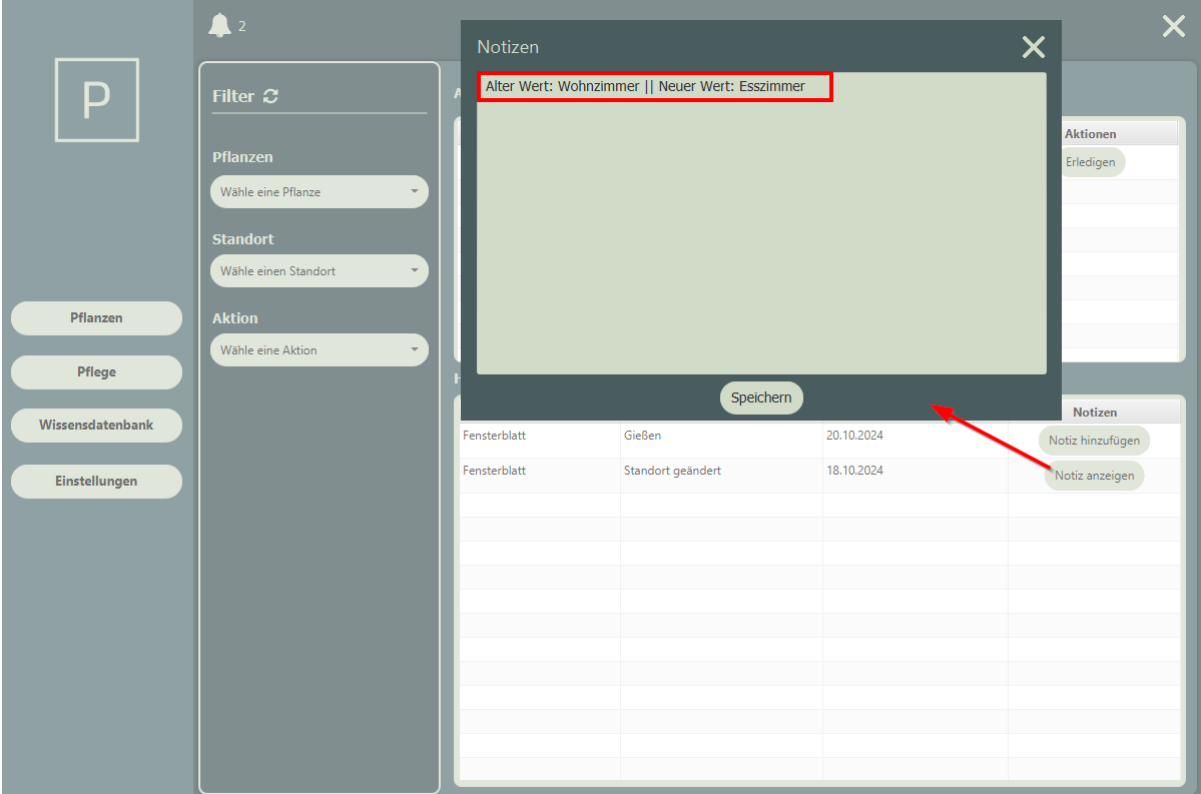 2
P
Pflanzen
Pflege
Wissensdatenbank
Einstellungen
Filter
Pflanzen
Wähle eine Pflanze
Standort
Wähle einen Standort
Aktion
Wähle eine Aktion
Notizen
Alter Wert: Wohnzimmer || Neuer Wert: Esszimmer
Speichern
Aktionen
Erledigen
Notizen
Fensterblatt Gießen 20.10.2024 Notiz hinzufügen
Fensterblatt Standort geändert 18.10.2024 Notiz anzeigen